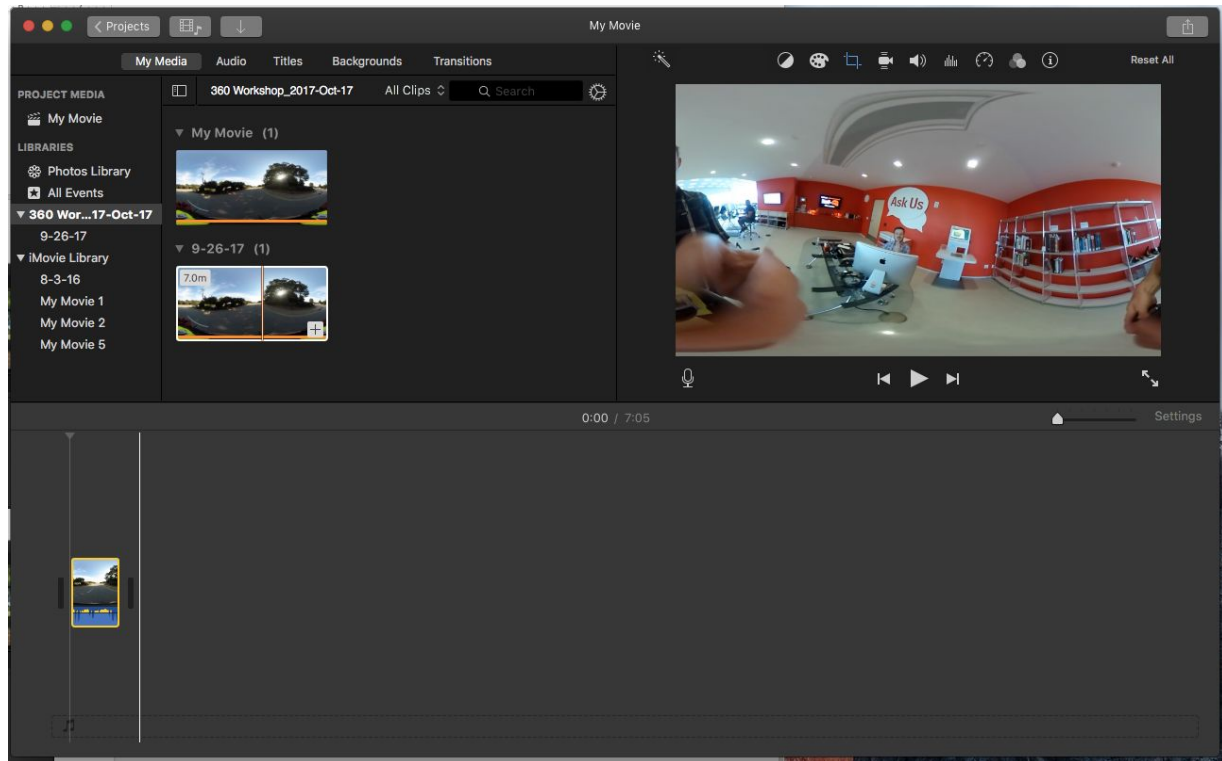 Projects
My Movie
My Media Audio Titles Backgrounds Transitions
Reset All
PROJECT MEDIA
My Movie
LIBRARIES
Photos Library
All Events
360 Wor...17-Oct-17
9-26-17
iMovie Library
8-3-16
My Movie 1
My Movie 2
My Movie 5
360 Workshop_2017-Oct-17 All Clips Search
My Movie (1)
9-26-17 (1)
7.0m
Ask Us
0:00 / 7:05
Settings